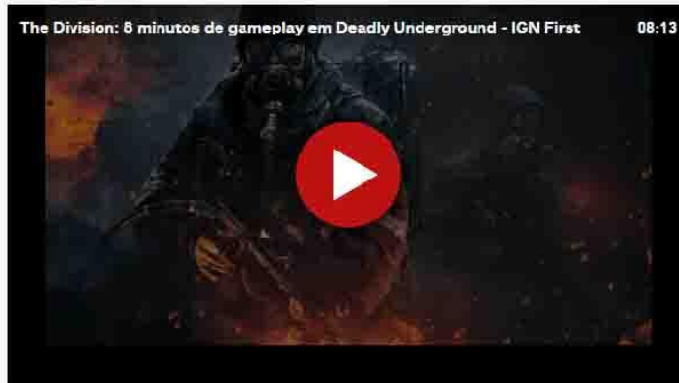 The Division: 8 minutos de gameplay em Deadly Underground - IGN First
08:13